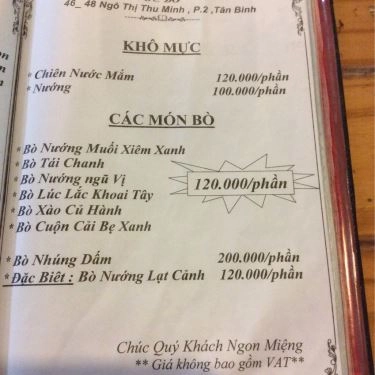 46_ 48 Ngô Thị Thu Minh , P.2 ,Tân Bình
KHÔ MỰC
* Chiên Nước Mắm 120.000/phần
* Nướng 100.000/phần
CÁC MÓN BÒ
* Bò Nướng Muối Xiêm Xanh
* Bò Tái Chanh
* Bò Nướng ngũ Vị
* Bò Lúc Lắc Khoai Tây
* Bò Xào Củ Hành
* Bò Cuộn Cải Bẹ Xanh
120.000/phần
* Bò Nhúng Dấm 200.000/phần
* Đặc Biêt : Bò Nướng Lạt Cảnh 120.000/phần
Chúc Quý Khách Ngon Miệng
** Giá không bao gồm VAT**